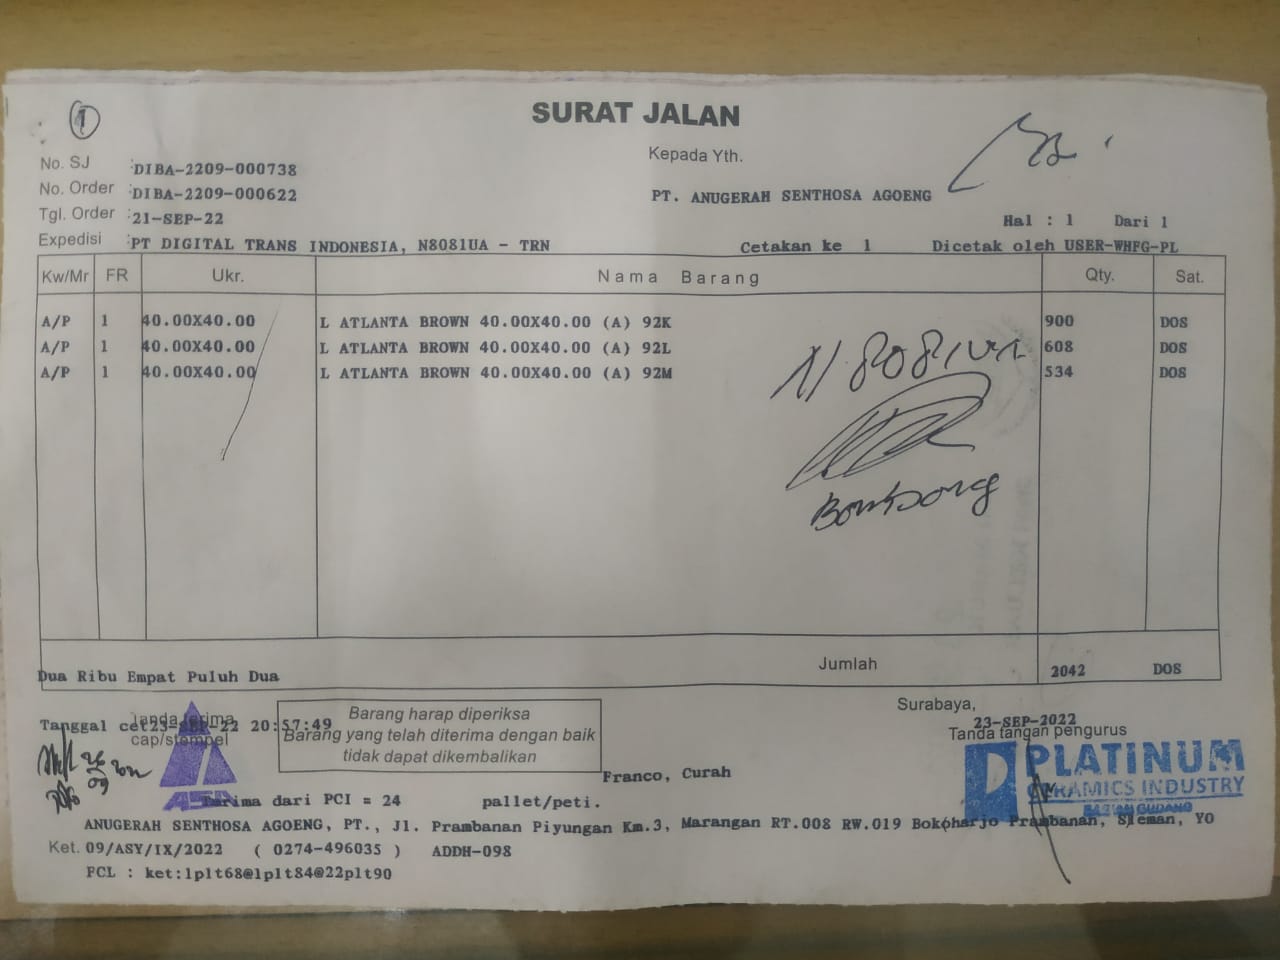 1
SURAT JALAN
No. SJ : DIBA-2209-000738
Kepada Yth.
No. Order : DIBA-2209-000622
PT. ANUGERAH SENTHOSA AGOENG
Tgl. Order : 21-SEP-22
Hal : 1 Dari 1
Expedisi : PT DIGITAL TRANS INDONESIA, N8081UA - TRN
Cetakan ke 1 Dicetak oleh USER-WHFG-PL
Kw/Mr FR Ukr. Nama Barang Qty. Sat.
A/P 1 40.00X40.00 L ATLANTA BROWN 40.00X40.00 (A) 92K 900 DOS
A/P 1 40.00X40.00 L ATLANTA BROWN 40.00X40.00 (A) 92L 608 DOS
A/P 1 40.00X40.00 L ATLANTA BROWN 40.00X40.00 (A) 92M 534 DOS
Jumlah 2042 DOS
Dua Ribu Empat Puluh Dua
Surabaya,
23-SEP-2022
Tanda tangan pengurus
Tanggal cet23-SEP-22 20:57:49
Tanda terima
cap/stempel
Barang harap diperiksa
Barang yang telah diterima dengan baik
tidak dapat dikembalikan
PLATINUM
CERAMICS INDUSTRY
BAGIAN GUDANG
Franco, Curah
ASA
Terima dari PCI = 24 pallet/peti.
ANUGERAH SENTHOSA AGOENG, PT., Jl. Prambanan Piyungan Km.3, Marangan RT.008 RW.019 Bokoharjo Prambanan, Sleman, YO
Ket. 09/ASY/IX/2022 ( 0274-496035 ) ADDH-098
FCL : ket:1plt68@1plt84@22plt90